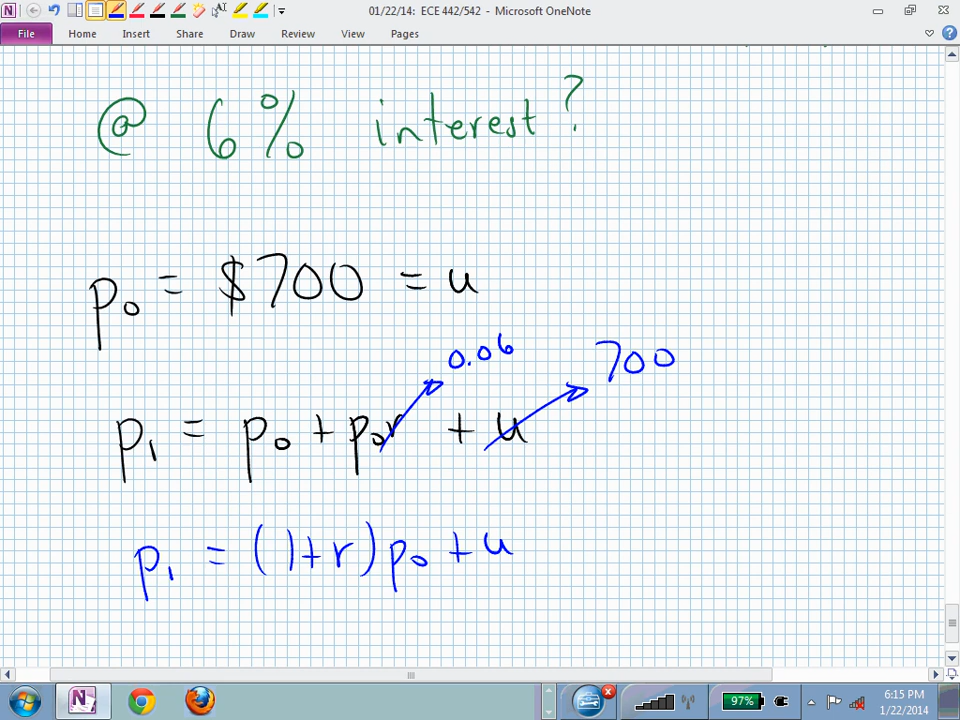 01/22/14: ECE 442/542 - Microsoft OneNote
File Home Insert Share Draw Review View Pages
@ 6% interest?
p₀ = $700 = u
0.06 700
p₁ = p₀ + p₀r + u
p₁ = (1+r)p₀ + u
97% 6:15 PM
1/22/2014